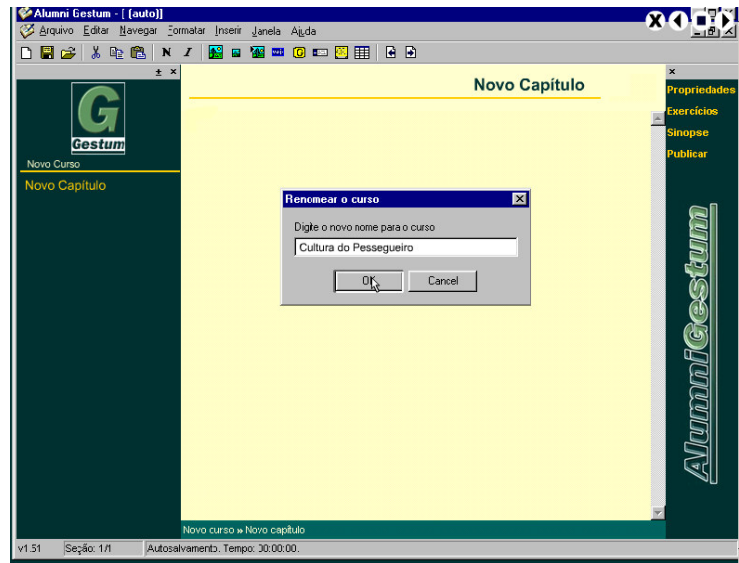 Alumni Gestum - [ (auto)]
Arquivo Editar Navegar Formatar Inserir Janela Ajuda
N I
G
Gestum
Novo Curso
Novo Capítulo
Novo Capítulo
Renomear o curso
Digite o novo nome para o curso
Cultura do Pessegueiro
OK Cancel
Propriedades
Exercícios
Sinopse
Publicar
AlumniGestum
Novo curso » Novo capítulo
v1.51 Seção: 1/1 Autosalvamento. Tempo: 00:00:00.